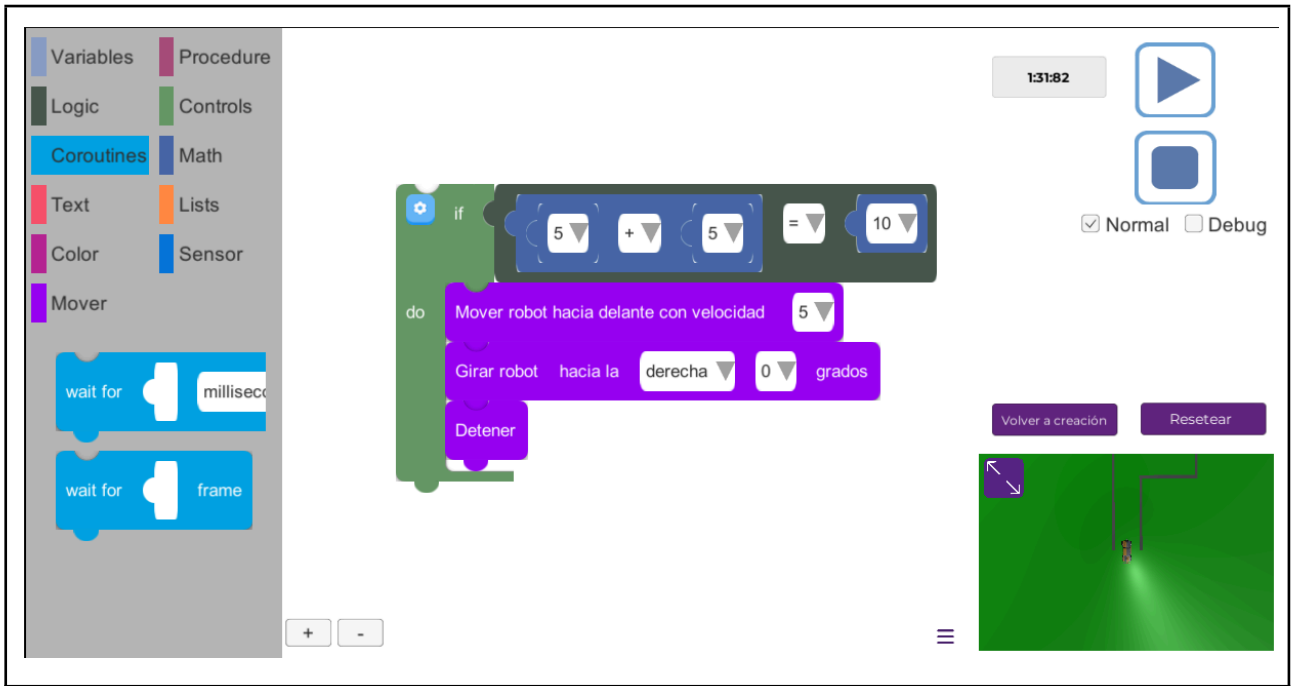 Variables Procedure
Logic Controls
Coroutines Math
Text Lists
Color Sensor
Mover
wait for millisec
wait for frame
if 5 + 5 = 10
do Mover robot hacia delante con velocidad 5
Girar robot hacia la derecha 0 grados
Detener
+ -
1:31:82
Normal Debug
Volver a creación Resetear